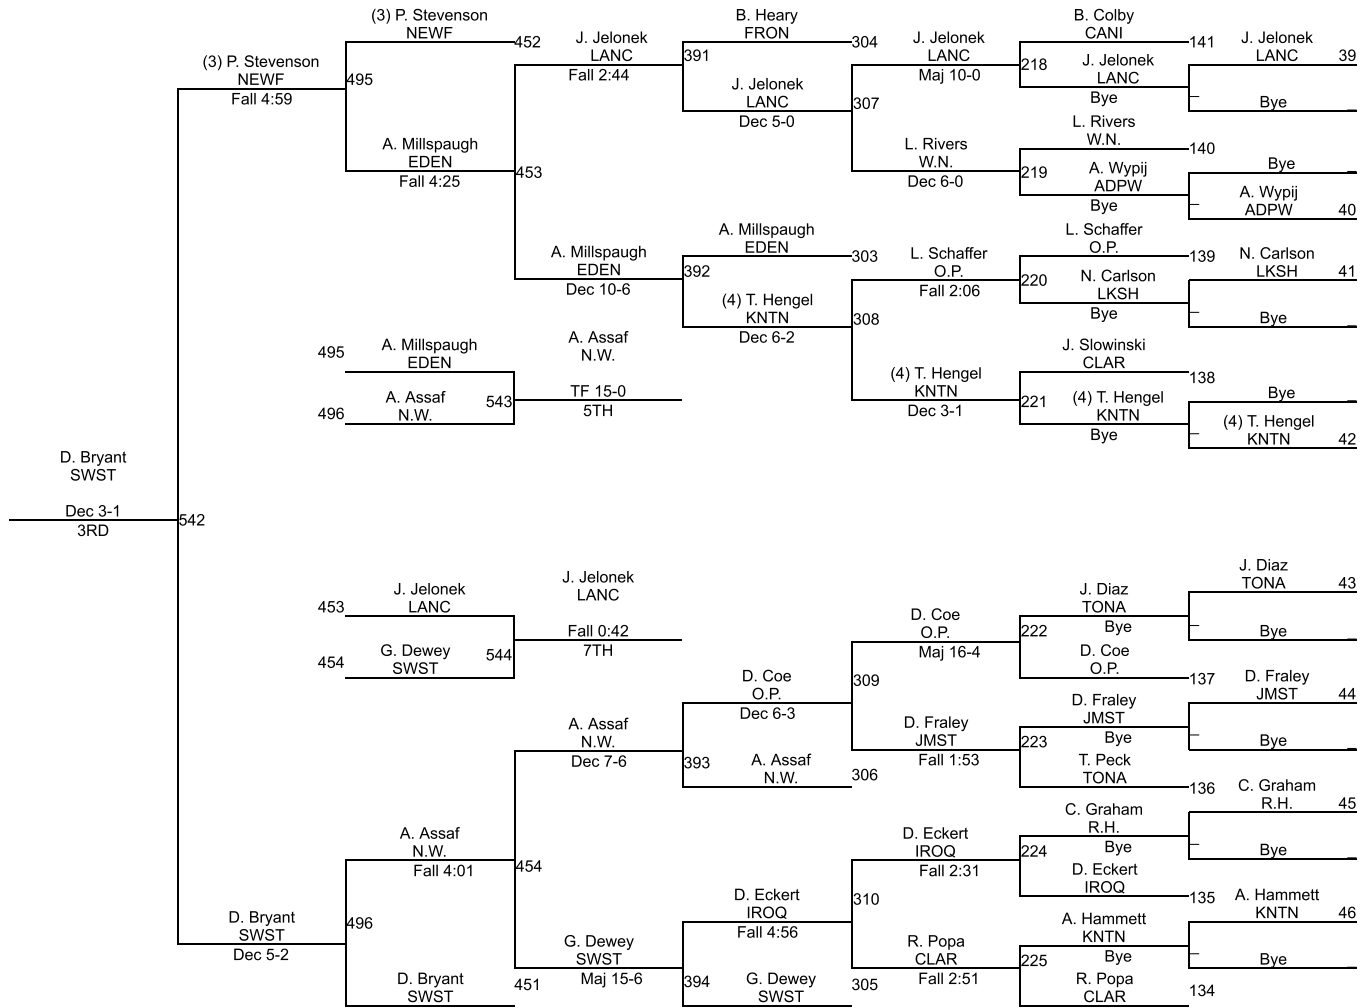 (3) P. Stevenson
NEWF
452
B. Heary
FRON
304
B. Colby
CANI
141
J. Jelonek
LANC
39
J. Jelonek
LANC
Fall 2:44
391
J. Jelonek
LANC
Maj 10-0
218
J. Jelonek
LANC
Bye
Bye
(3) P. Stevenson
NEWF
Fall 4:59
495
J. Jelonek
LANC
Dec 5-0
307
L. Rivers
W.N.
140
Bye
A. Millspaugh
EDEN
Fall 4:25
453
L. Rivers
W.N.
Dec 6-0
219
A. Wypij
ADPW
Bye
A. Wypij
ADPW
40
A. Millspaugh
EDEN
303
L. Schaffer
O.P.
139
N. Carlson
LKSH
41
A. Millspaugh
EDEN
Dec 10-6
392
L. Schaffer
O.P.
Fall 2:06
220
N. Carlson
LKSH
Bye
Bye
(4) T. Hengel
KNTN
Dec 6-2
308
495
A. Millspaugh
EDEN
A. Assaf
N.W.
J. Slowinski
CLAR
138
Bye
496
A. Assaf
N.W.
543
TF 15-0
5TH
(4) T. Hengel
KNTN
Dec 3-1
221
(4) T. Hengel
KNTN
Bye
(4) T. Hengel
KNTN
42
D. Bryant
SWST
Dec 3-1
3RD
542
453
J. Jelonek
LANC
J. Jelonek
LANC
J. Diaz
TONA
Bye
J. Diaz
TONA
43
454
G. Dewey
SWST
544
Fall 0:42
7TH
D. Coe
O.P.
Maj 16-4
222
D. Coe
O.P.
137
Bye
D. Coe
O.P.
Dec 6-3
309
D. Fraley
JMST
Bye
D. Fraley
JMST
44
A. Assaf
N.W.
Dec 7-6
393
A. Assaf
N.W.
306
D. Fraley
JMST
Fall 1:53
223
T. Peck
TONA
136
Bye
A. Assaf
N.W.
Fall 4:01
454
D. Eckert
IROQ
Fall 2:31
224
C. Graham
R.H.
Bye
C. Graham
R.H.
45
Bye
D. Eckert
IROQ
135
D. Bryant
SWST
Dec 5-2
496
D. Eckert
IROQ
Fall 4:56
310
A. Hammett
KNTN
Bye
A. Hammett
KNTN
46
G. Dewey
SWST
Maj 15-6
394
R. Popa
CLAR
Fall 2:51
225
Bye
D. Bryant
SWST
451
G. Dewey
SWST
305
R. Popa
CLAR
134